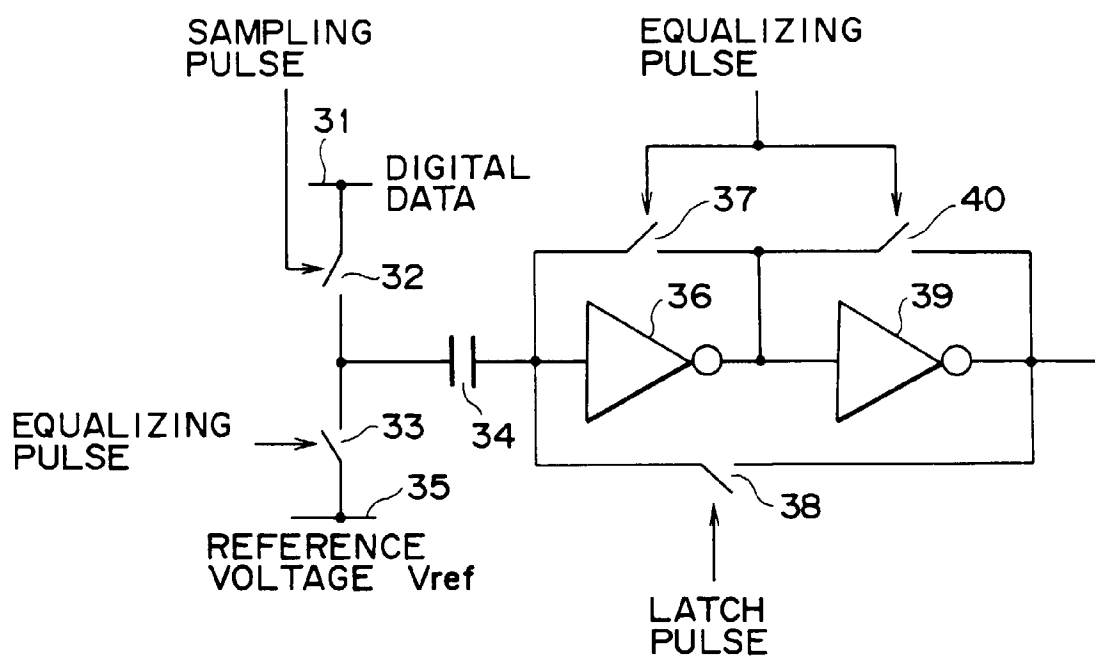 SAMPLING
PULSE
EQUALIZING
PULSE
31
DIGITAL
DATA
37
40
32
36
39
EQUALIZING
PULSE
33
34
35
38
REFERENCE
VOLTAGE Vref
LATCH
PULSE